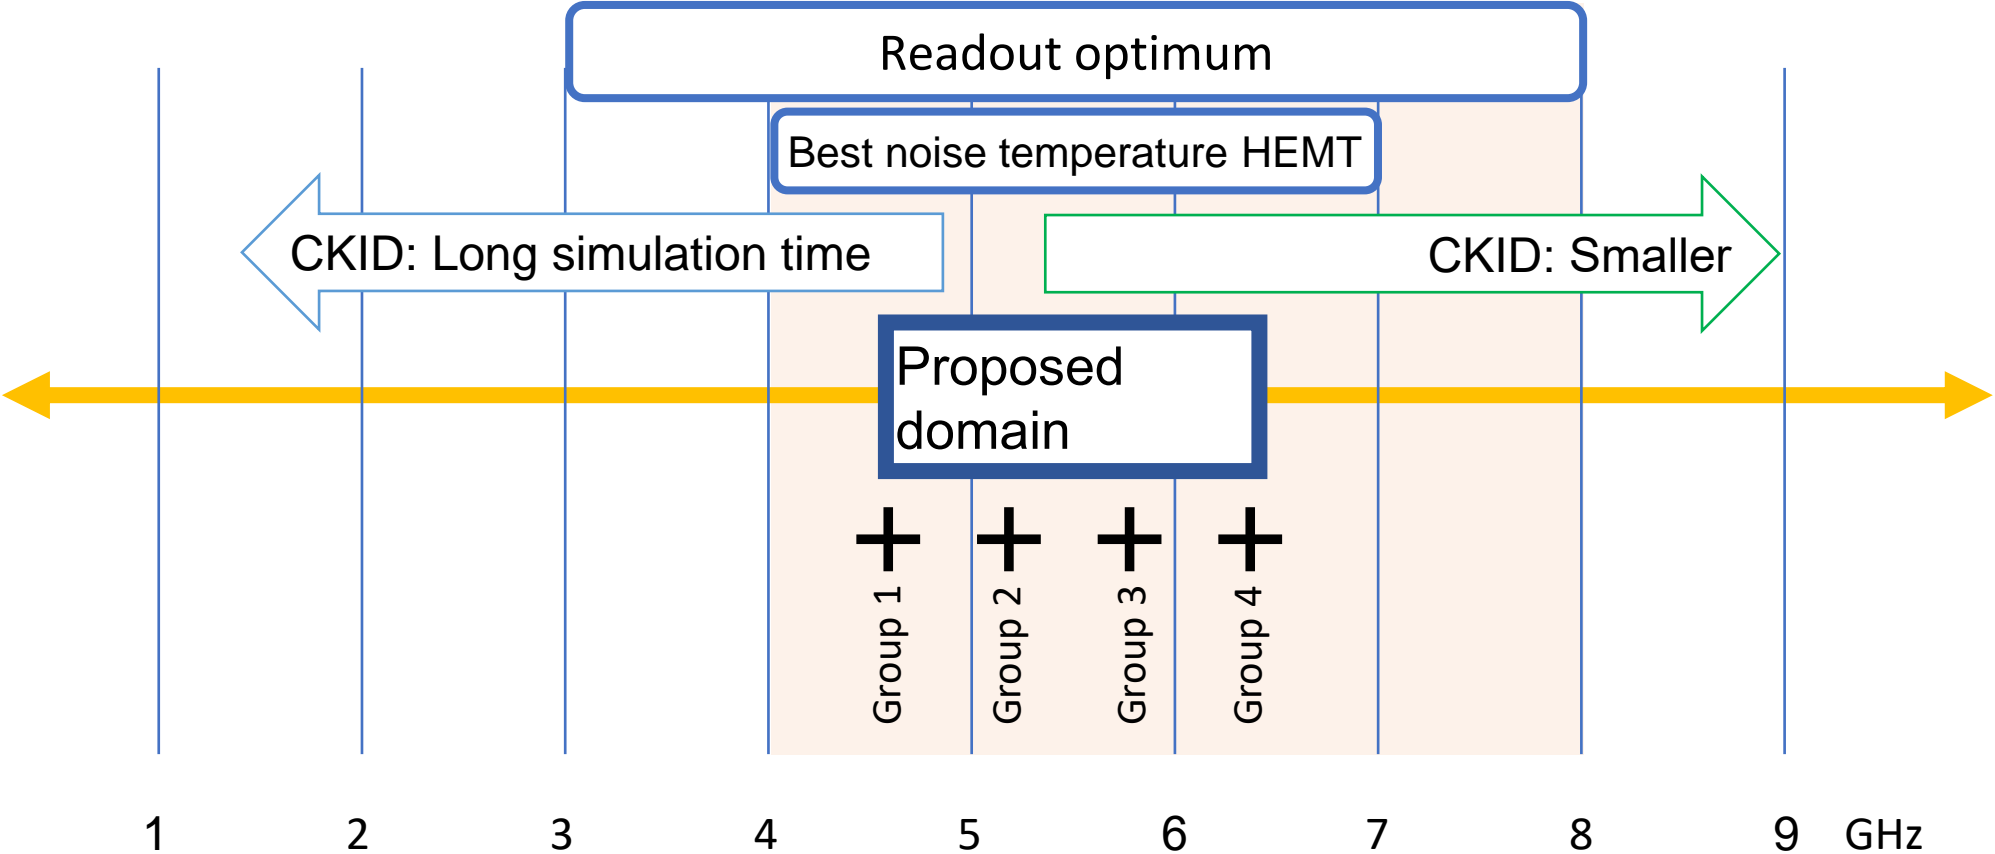 Readout optimum
Best noise temperature HEMT
CKID: Long simulation time
CKID: Smaller
Proposed
domain
Group 1
Group 2
Group 3
Group 4
1 2 3 4 5 6 7 8 9 GHz